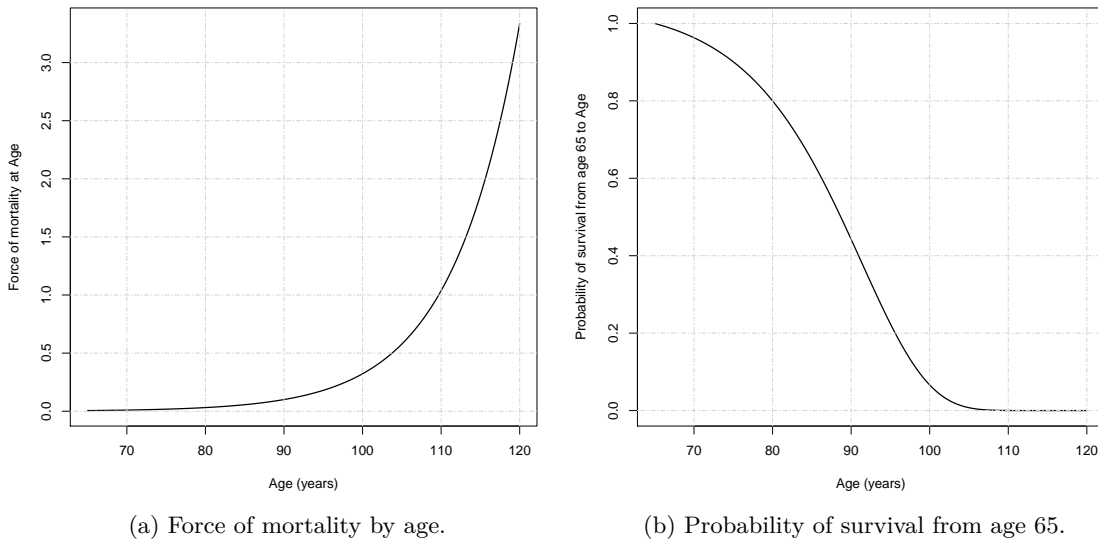 Force of mortality at Age
0.0 0.5 1.0 1.5 2.0 2.5 3.0
70 80 90 100 110 120
Age (years)
(a) Force of mortality by age.
Probability of survival from age 65 to Age
0.0 0.2 0.4 0.6 0.8 1.0
70 80 90 100 110 120
Age (years)
(b) Probability of survival from age 65.